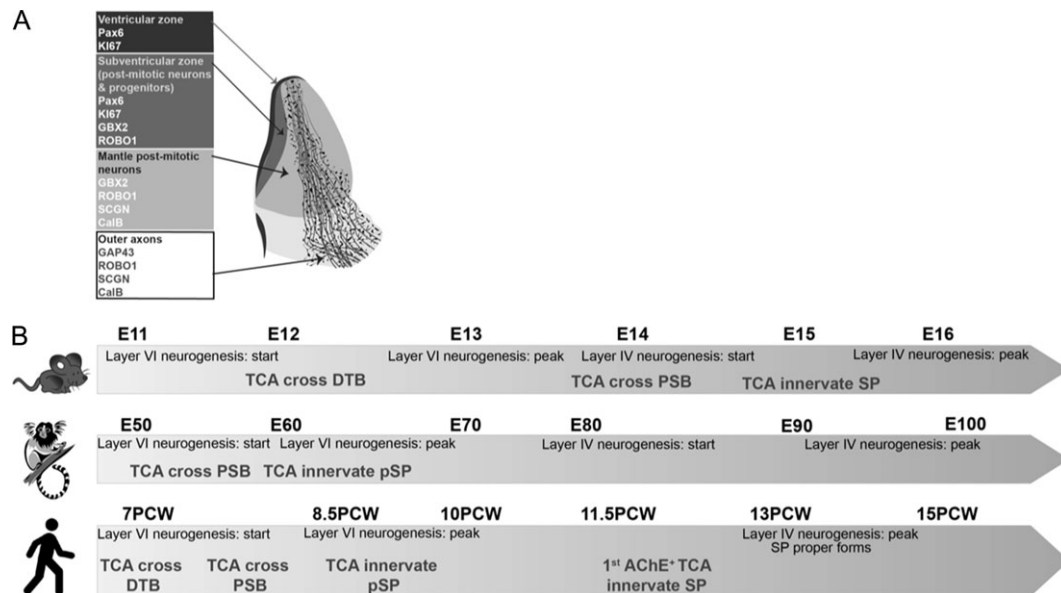 A
Ventricular zone
Pax6
KI67
Subventricular zone
(post-mitotic neurons
& progenitors)
Pax6
KI67
GBX2
ROBO1
Mantle post-mitotic
neurons
GBX2
ROBO1
SCGN
CalB
Outer axons
GAP43
ROBO1
SCGN
CalB
B
E11 E12 E13 E14 E15 E16
Layer VI neurogenesis: start Layer VI neurogenesis: peak Layer IV neurogenesis: start Layer IV neurogenesis: peak
TCA cross DTB TCA cross PSB TCA innervate SP
E50 E60 E70 E80 E90 E100
Layer VI neurogenesis: start Layer VI neurogenesis: peak Layer IV neurogenesis: start Layer IV neurogenesis: peak
TCA cross PSB TCA innervate pSP
7PCW 8.5PCW 10PCW 11.5PCW 13PCW 15PCW
Layer VI neurogenesis: start Layer VI neurogenesis: peak Layer IV neurogenesis: peak
SP proper forms
TCA cross TCA cross TCA innervate 1st AChE+ TCA
DTB PSB pSP innervate SP